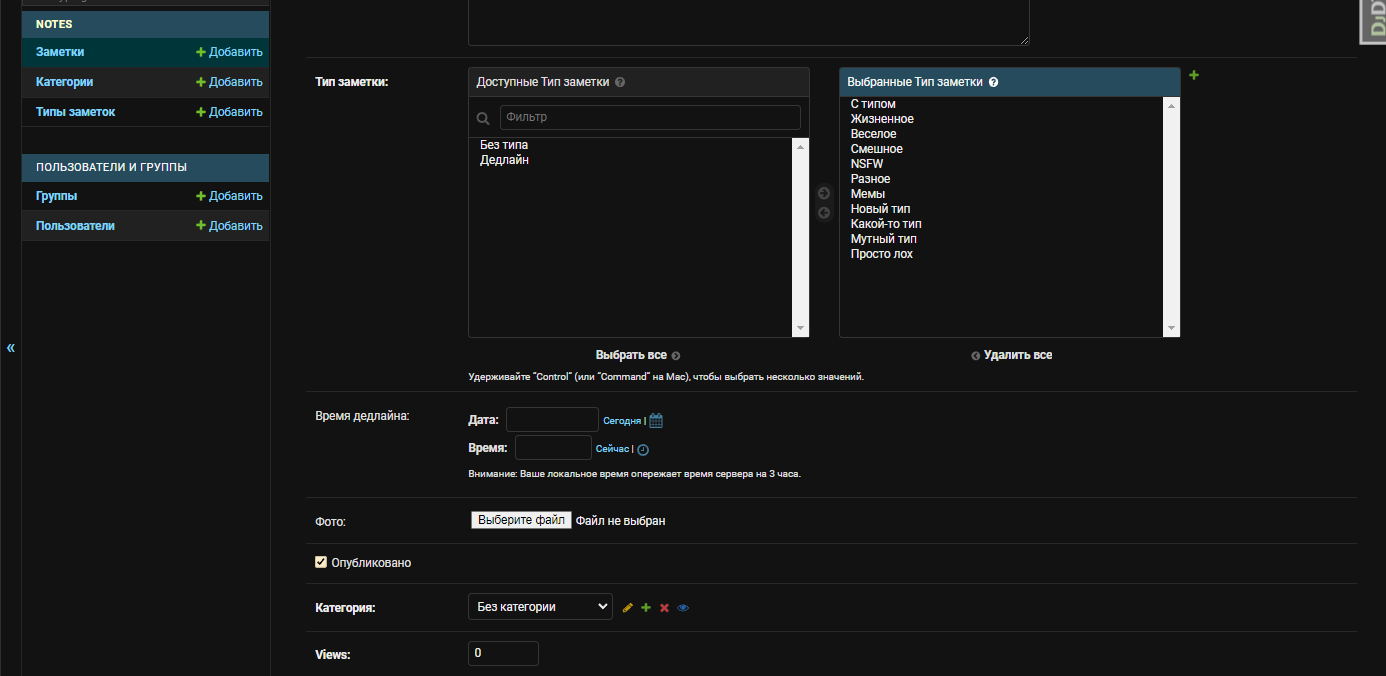 NOTES
Заметки
Добавить
Категории
Добавить
Типы заметок
Добавить
ПОЛЬЗОВАТЕЛИ И ГРУППЫ
Группы
Добавить
Пользователи
Добавить
«
Тип заметки:
Доступные Тип заметки
Фильтр
Без типа
Дедлайн
Выбрать все
Выбранные Тип заметки
С типом
Жизненное
Веселое
Смешное
NSFW
Разное
Мемы
Новый тип
Какой-то тип
Мутный тип
Просто лох
Удалить все
Удерживайте “Control” (или “Command” на Mac), чтобы выбрать несколько значений.
Время дедлайна:
Дата:
Сегодня |
Время:
Сейчас |
Внимание: Ваше локальное время опережает время сервера на 3 часа.
Фото:
Выберите файл Файл не выбран
Опубликовано
Категория:
Без категории
Views:
0